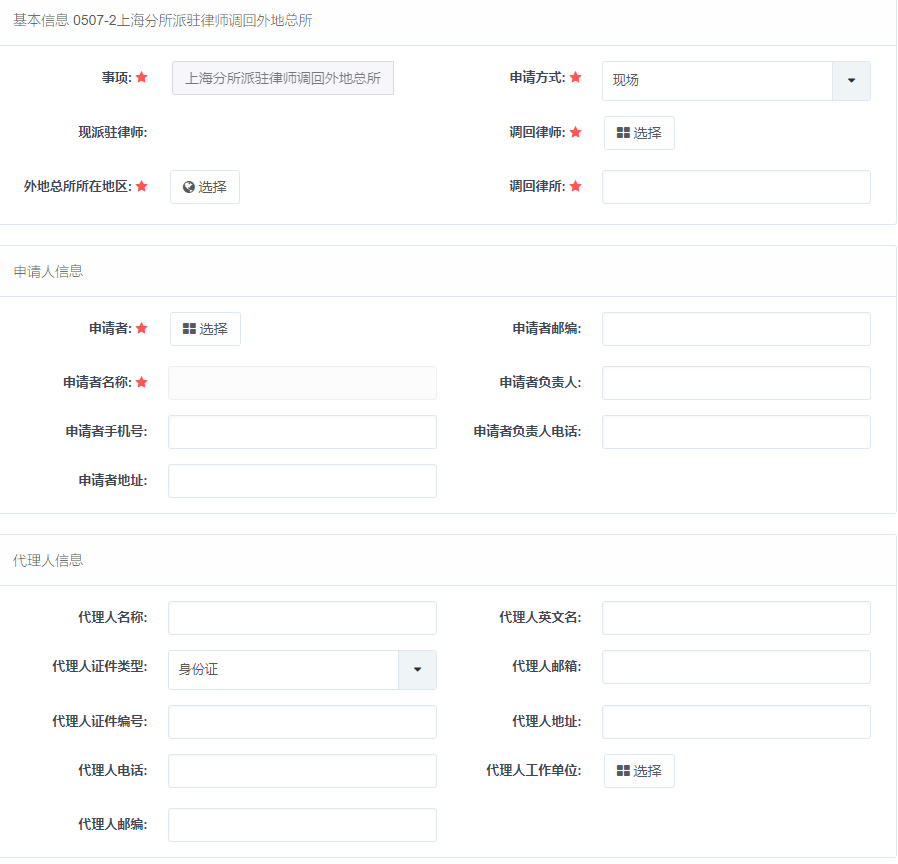 基本信息 0507-2上海分所派驻律师调回外地总所
事项: 上海分所派驻律师调回外地总所 申请方式: 现场
现派驻律师: 调回律师: 选择
外地总所所在地区: 选择 调回律所:
申请人信息
申请者: 选择 申请者邮编:
申请者名称: 申请者负责人:
申请者手机号: 申请者负责人电话:
申请者地址:
代理人信息
代理人名称: 代理人英文名:
代理人证件类型: 身份证 代理人邮箱:
代理人证件编号: 代理人地址:
代理人电话: 代理人工作单位: 选择
代理人邮编: